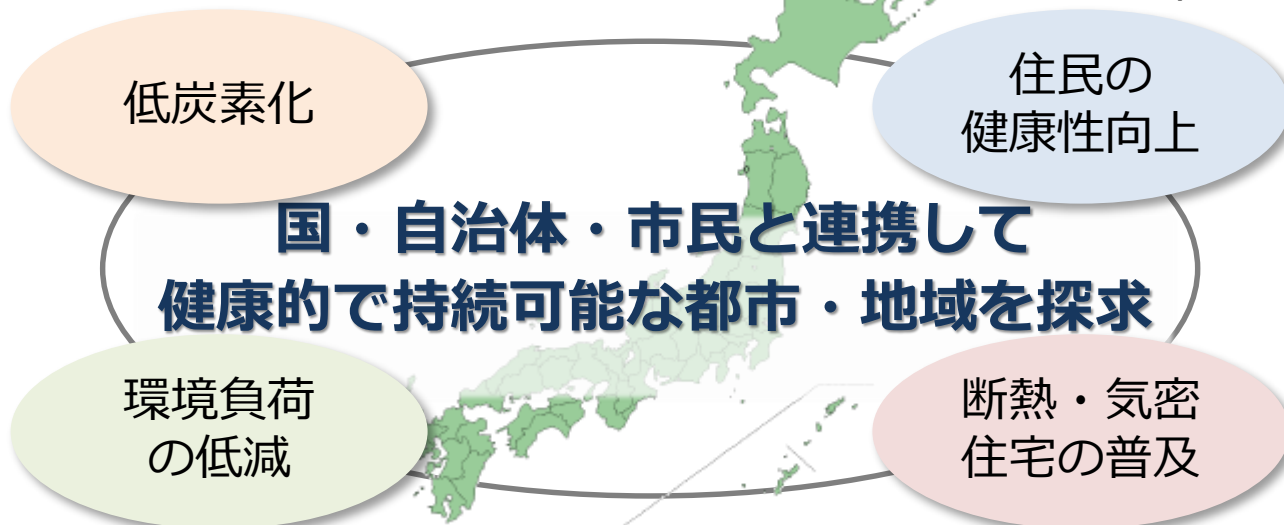 低炭素化
住民の
健康性向上
国・自治体・市民と連携して
健康的で持続可能な都市・地域を探求
環境負荷
の低減
断熱・気密
住宅の普及